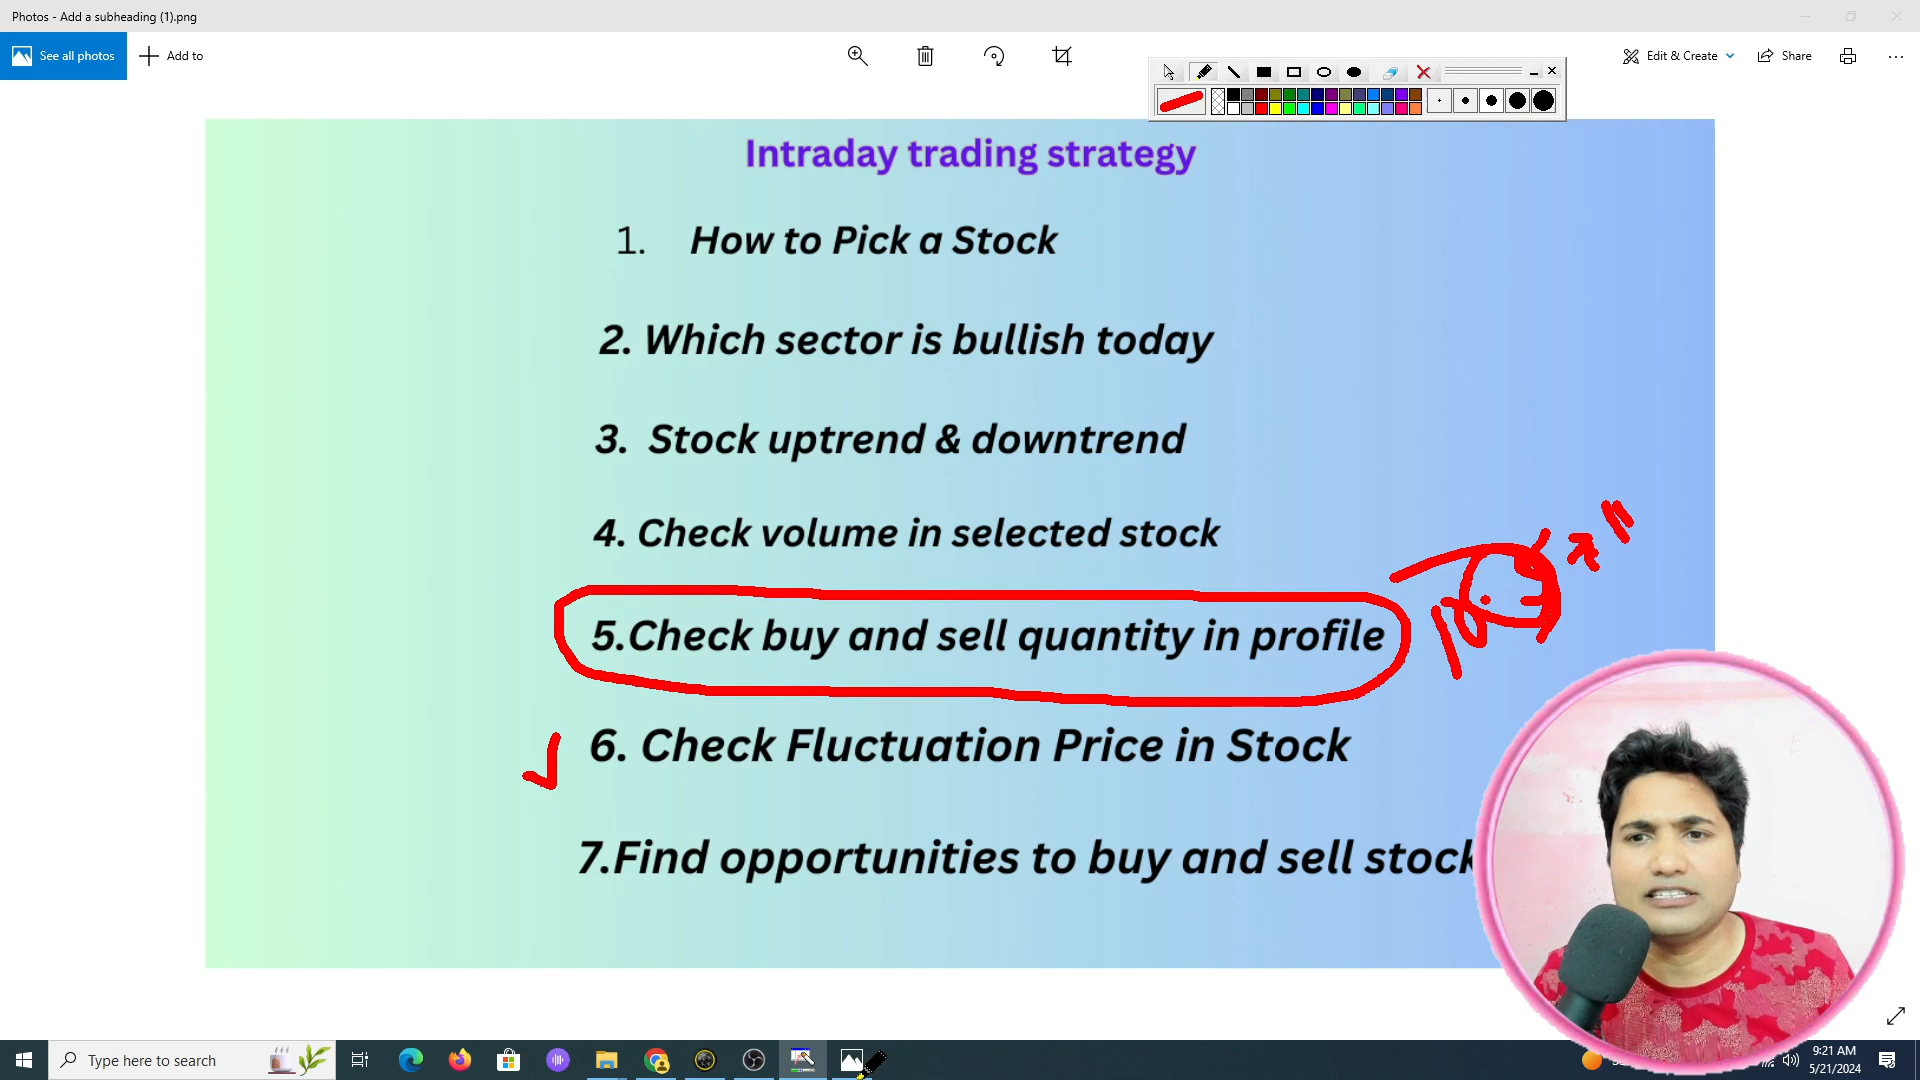 Photos - Add a subheading (1).png
See all photos
Add to
Edit & Create
Share
Intraday trading strategy
1. How to Pick a Stock
2. Which sector is bullish today
3. Stock uptrend & downtrend
4. Check volume in selected stock
5.Check buy and sell quantity in profile
6. Check Fluctuation Price in Stock
7.Find opportunities to buy and sell stock
Type here to search
9:21 AM
5/21/2024